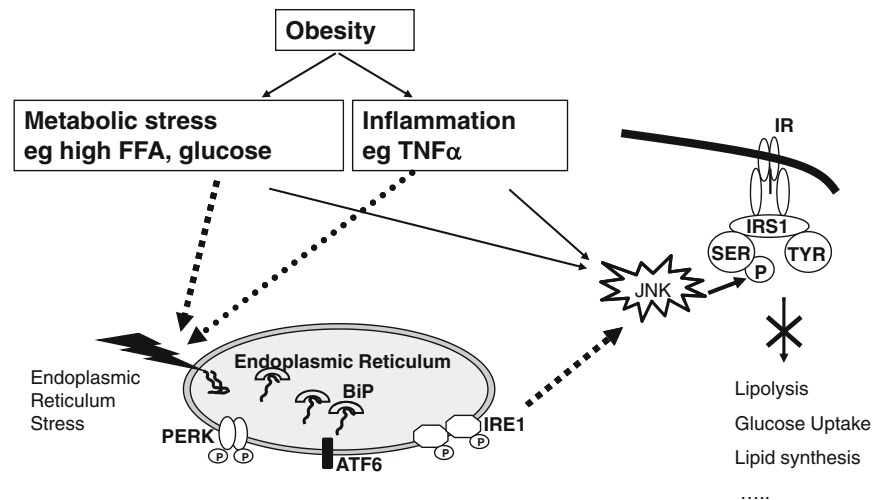 Obesity
Metabolic stress
eg high FFA, glucose
Inflammation
eg TNFα
IR
IRS1
SER
TYR
P
JNK
Endoplasmic
Reticulum
Stress
Endoplasmic Reticulum
BiP
PERK
P
P
ATF6
IRE1
P
P
Lipolysis
Glucose Uptake
Lipid synthesis
.....